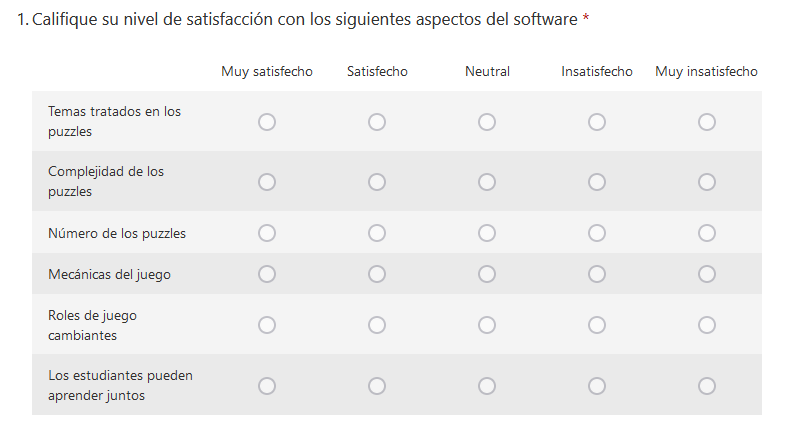 1. Califique su nivel de satisfacción con los siguientes aspectos del software *
Muy satisfecho Satisfecho Neutral Insatisfecho Muy insatisfecho
Temas tratados en los
puzzles
Complejidad de los
puzzles
Número de los puzzles
Mecánicas del juego
Roles de juego
cambiantes
Los estudiantes pueden
aprender juntos